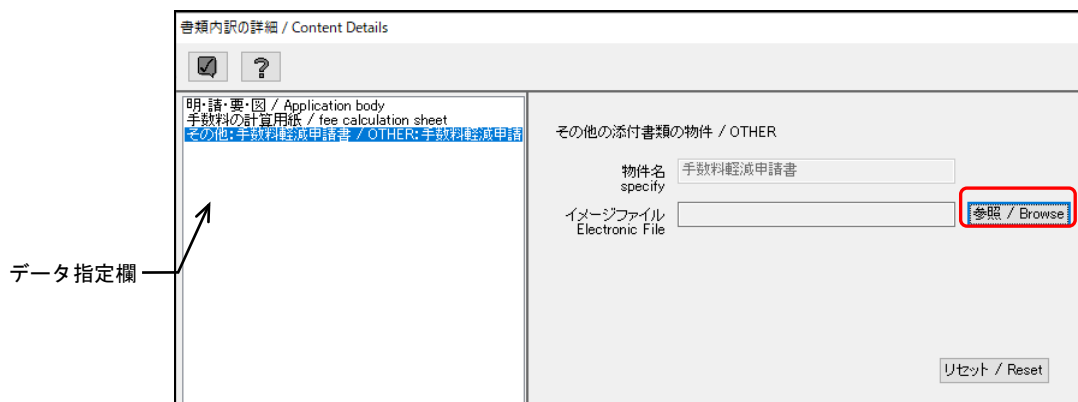 書類内訳の詳細 / Content Details
?
明・請・要・図 / Application body
手数料の計算用紙 / fee calculation sheet
その他:手数料軽減申請書 / OTHER:手数料軽減申請
その他の添付書類の物件 / OTHER
物件名
specify
手数料軽減申請書
イメージファイル
Electronic File
参照 / Browse
データ指定欄
リセット / Reset